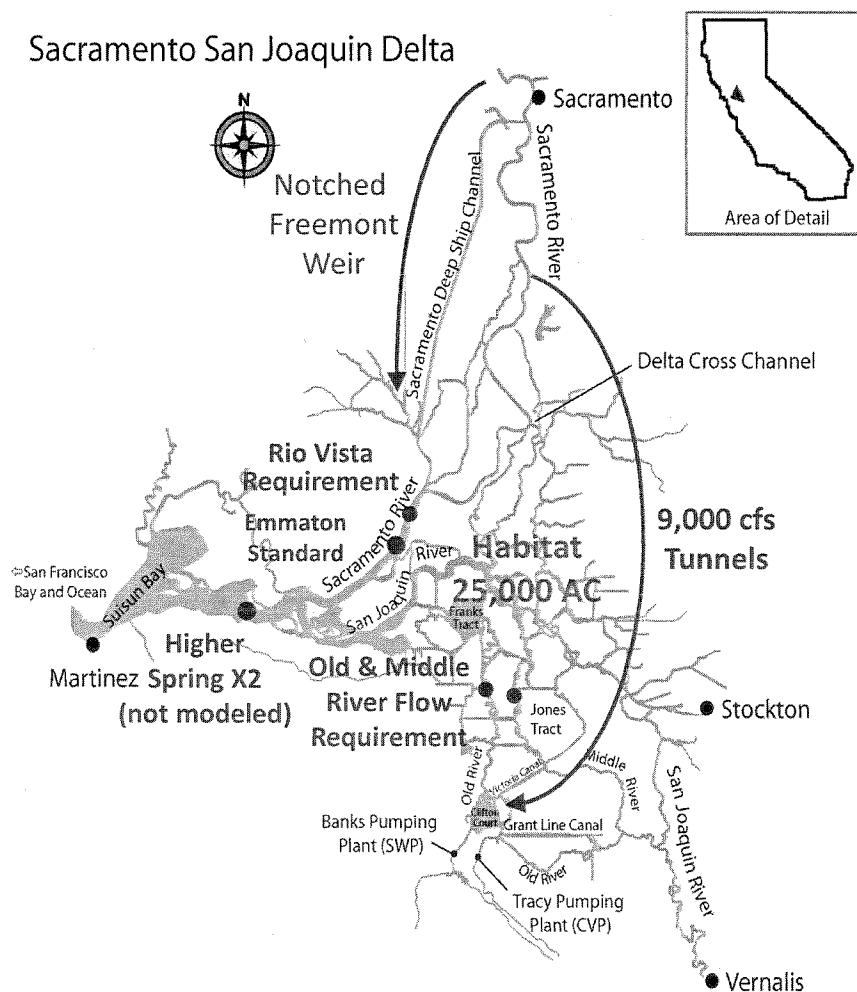 Sacramento San Joaquin Delta
N
Sacramento
Area of Detail
Notched
Freemont
Weir
Sacramento Deep Ship Channel
Sacramento River
Delta Cross Channel
Rio Vista
Requirement
Emmaton
Standard
Sacramento River
River
San Joaquin
Habitat
25,000 AC
Franks
Tract
9,000 cfs
Tunnels
⇦San Francisco
Bay and Ocean
Suisun Bay
Martinez
Higher
Spring X2
(not modeled)
Old & Middle
River Flow
Requirement
Jones
Tract
Stockton
Old River
Victoria Canal
Middle
River
San Joaquin River
Clifton
Court
Grant Line Canal
Banks Pumping
Plant (SWP)
Old River
Tracy Pumping
Plant (CVP)
Vernalis